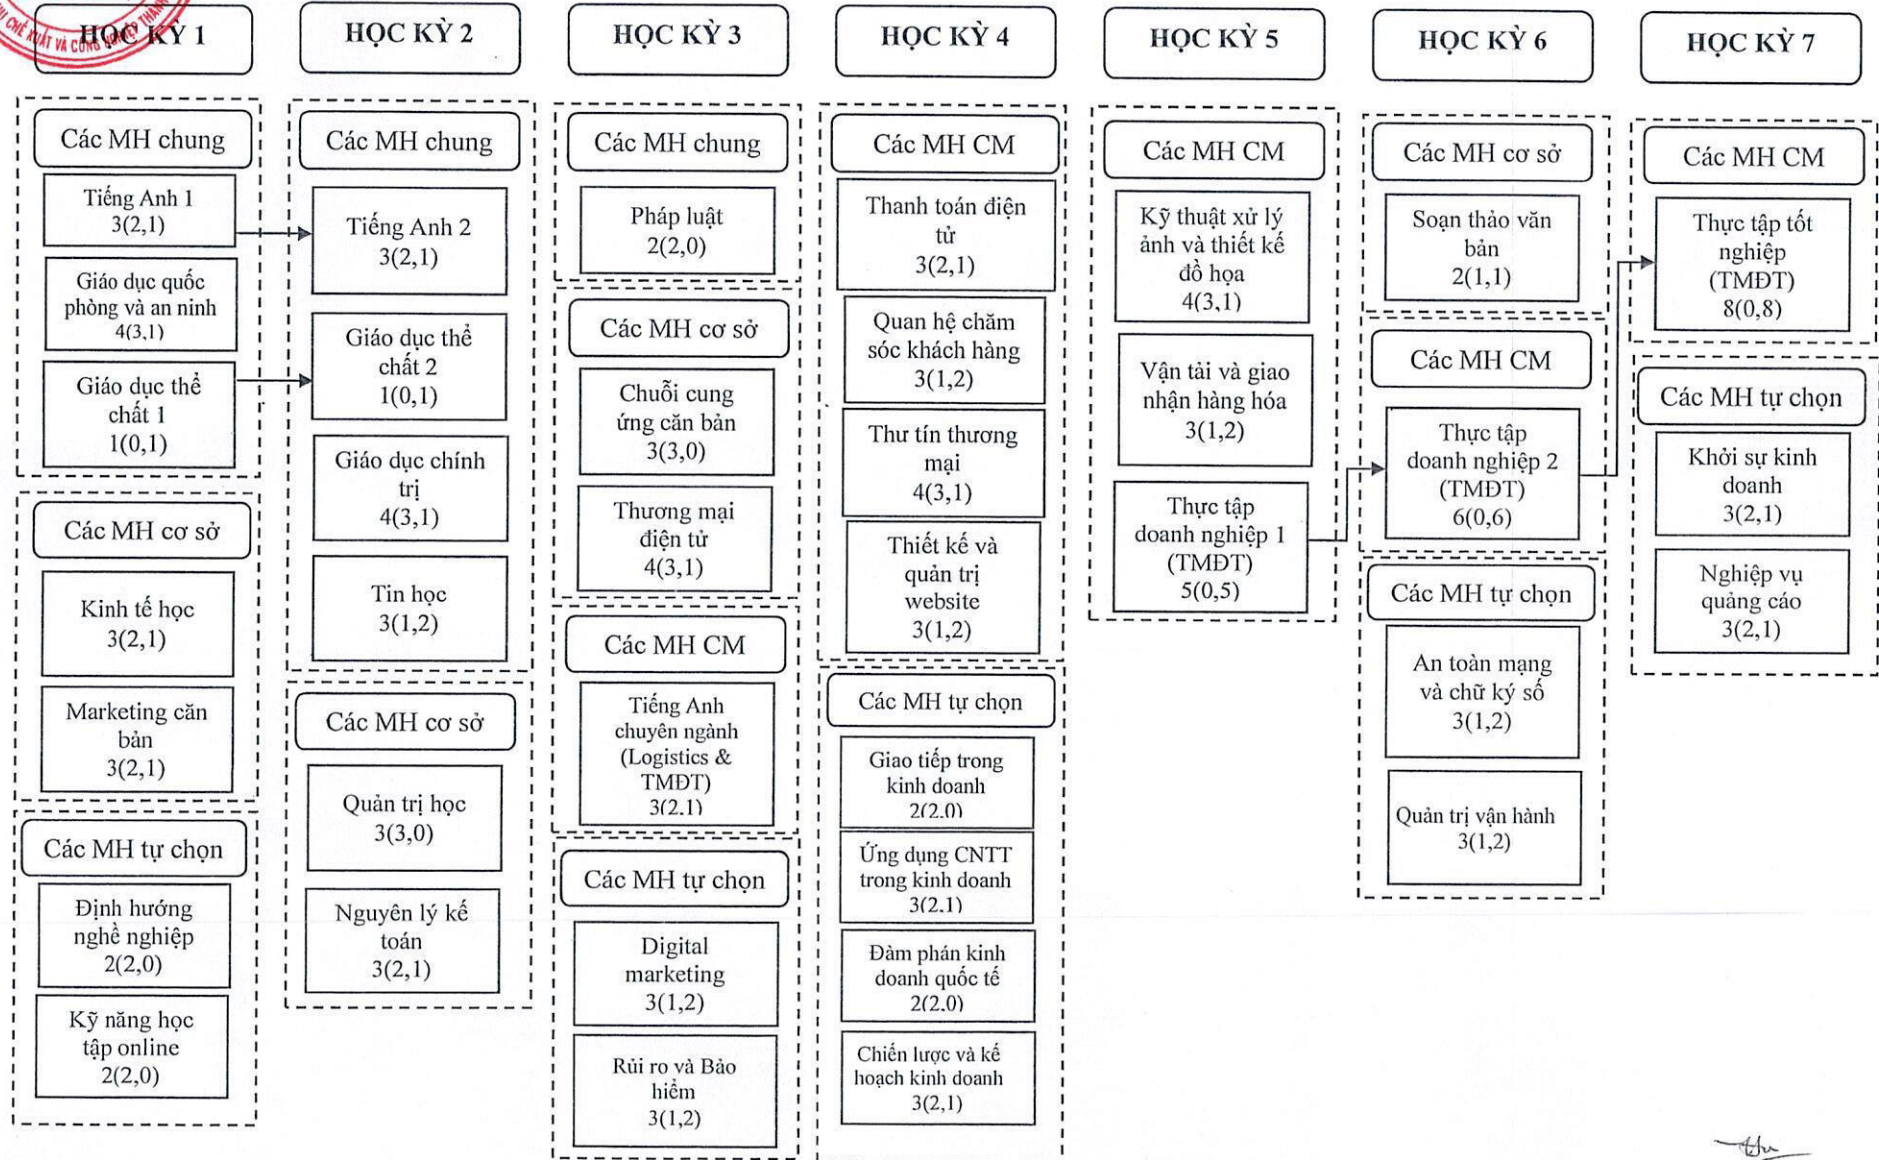 HỌC KỲ 1
HỌC KỲ 2
HỌC KỲ 3
HỌC KỲ 4
HỌC KỲ 5
HỌC KỲ 6
HỌC KỲ 7
CHẾ XUẤT VÀ CÔNG NGHIỆP THÀNH
Các MH chung
Tiếng Anh 1
3(2,1)
Giáo dục quốc
phòng và an ninh
4(3,1)
Giáo dục thể
chất 1
1(0,1)
Các MH cơ sở
Kinh tế học
3(2,1)
Marketing căn
bản
3(2,1)
Các MH tự chọn
Định hướng
nghề nghiệp
2(2,0)
Kỹ năng học
tập online
2(2,0)
Các MH chung
Tiếng Anh 2
3(2,1)
Giáo dục thể
chất 2
1(0,1)
Giáo dục chính
trị
4(3,1)
Tin học
3(1,2)
Các MH cơ sở
Quản trị học
3(3,0)
Nguyên lý kế
toán
3(2,1)
Các MH chung
Pháp luật
2(2,0)
Các MH cơ sở
Chuỗi cung
ứng căn bản
3(3,0)
Thương mại
điện tử
4(3,1)
Các MH CM
Tiếng Anh
chuyên ngành
(Logistics &
TMĐT)
3(2,1)
Các MH tự chọn
Digital
marketing
3(1,2)
Rủi ro và Bảo
hiểm
3(1,2)
Các MH CM
Thanh toán điện
tử
3(2,1)
Quan hệ chăm
sóc khách hàng
3(1,2)
Thư tín thương
mại
4(3,1)
Thiết kế và
quản trị
website
3(1,2)
Các MH tự chọn
Giao tiếp trong
kinh doanh
2(2,0)
Ứng dụng CNTT
trong kinh doanh
3(2,1)
Đàm phán kinh
doanh quốc tế
2(2,0)
Chiến lược và kế
hoạch kinh doanh
3(2,1)
Các MH CM
Kỹ thuật xử lý
ảnh và thiết kế
đồ họa
4(3,1)
Vận tải và giao
nhận hàng hóa
3(1,2)
Thực tập
doanh nghiệp 1
(TMĐT)
5(0,5)
Các MH cơ sở
Soạn thảo văn
bản
2(1,1)
Các MH CM
Thực tập
doanh nghiệp 2
(TMĐT)
6(0,6)
Các MH tự chọn
An toàn mạng
và chữ ký số
3(1,2)
Quản trị vận hành
3(1,2)
Các MH CM
Thực tập tốt
nghiệp
(TMĐT)
8(0,8)
Các MH tự chọn
Khởi sự kinh
doanh
3(2,1)
Nghiệp vụ
quảng cáo
3(2,1)